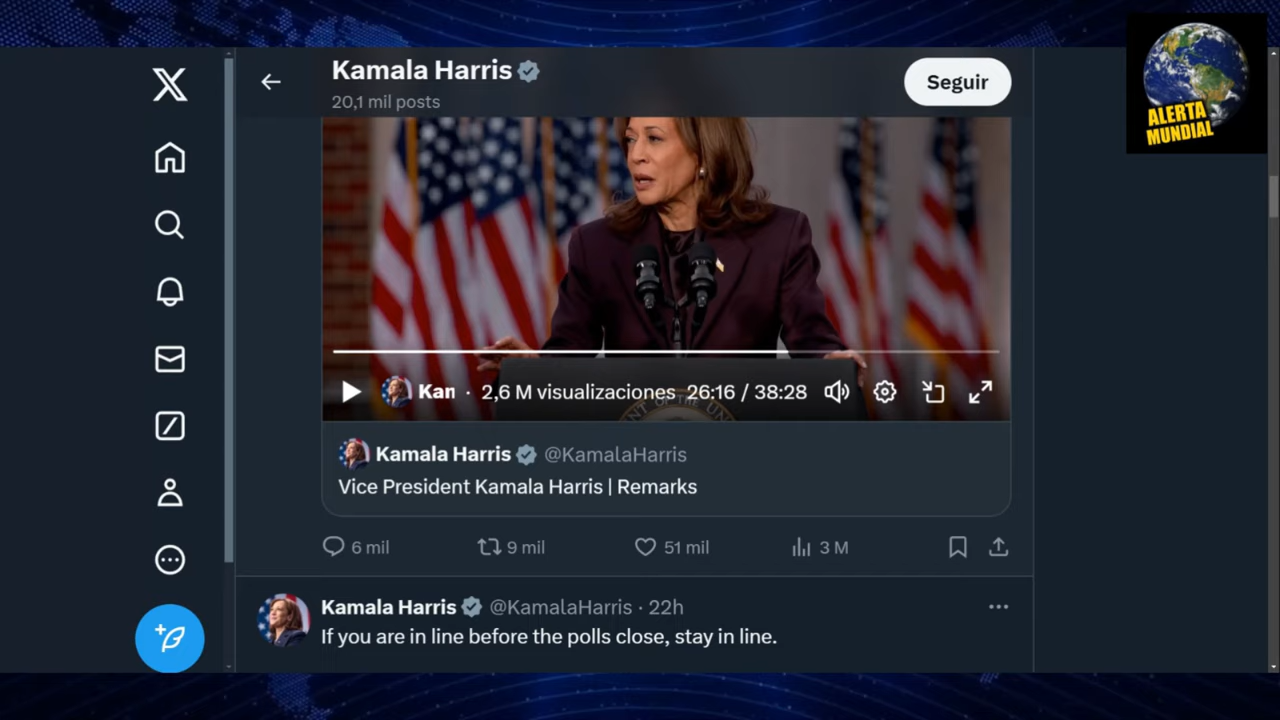 Kamala Harris
20,1 mil posts
Seguir
ALERTA
MUNDIAL
Kan · 2,6 M visualizaciones 26:16 / 38:28
Kamala Harris @KamalaHarris
Vice President Kamala Harris | Remarks
6 mil 9 mil 51 mil 3 M
Kamala Harris @KamalaHarris · 22h
If you are in line before the polls close, stay in line.